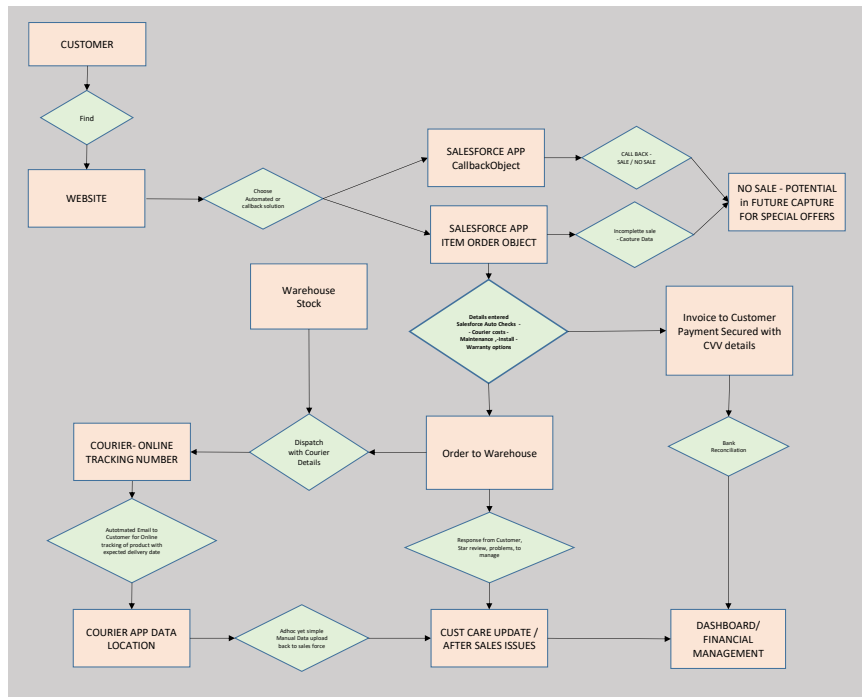 CUSTOMER
Find
WEBSITE
Choose
Automated or
callback solution
SALESFORCE APP
CallbackObject
CALL BACK -
SALE / NO SALE
NO SALE - POTENTIAL
in FUTURE CAPTURE
FOR SPECIAL OFFERS
SALESFORCE APP
ITEM ORDER OBJECT
Incomplette sale
- Caoture Data
Warehouse
Stock
Details entered
Salesforce Auto Checks -
- Courier costs -
Maintenance ,-Install -
Warranty options
Invoice to Customer
Payment Secured with
CVV details
COURIER- ONLINE
TRACKING NUMBER
Dispatch
with Courier
Details
Order to Warehouse
Bank
Reconciliation
Autotmated Email to
Customer for Online
tracking of product with
expected delivery date
Response from Customer,
Star review, problems, to
manage
COURIER APP DATA
LOCATION
Adhoc yet simple
Manual Data upload
back to sales force
CUST CARE UPDATE /
AFTER SALES ISSUES
DASHBOARD/
FINANCIAL
MANAGEMENT